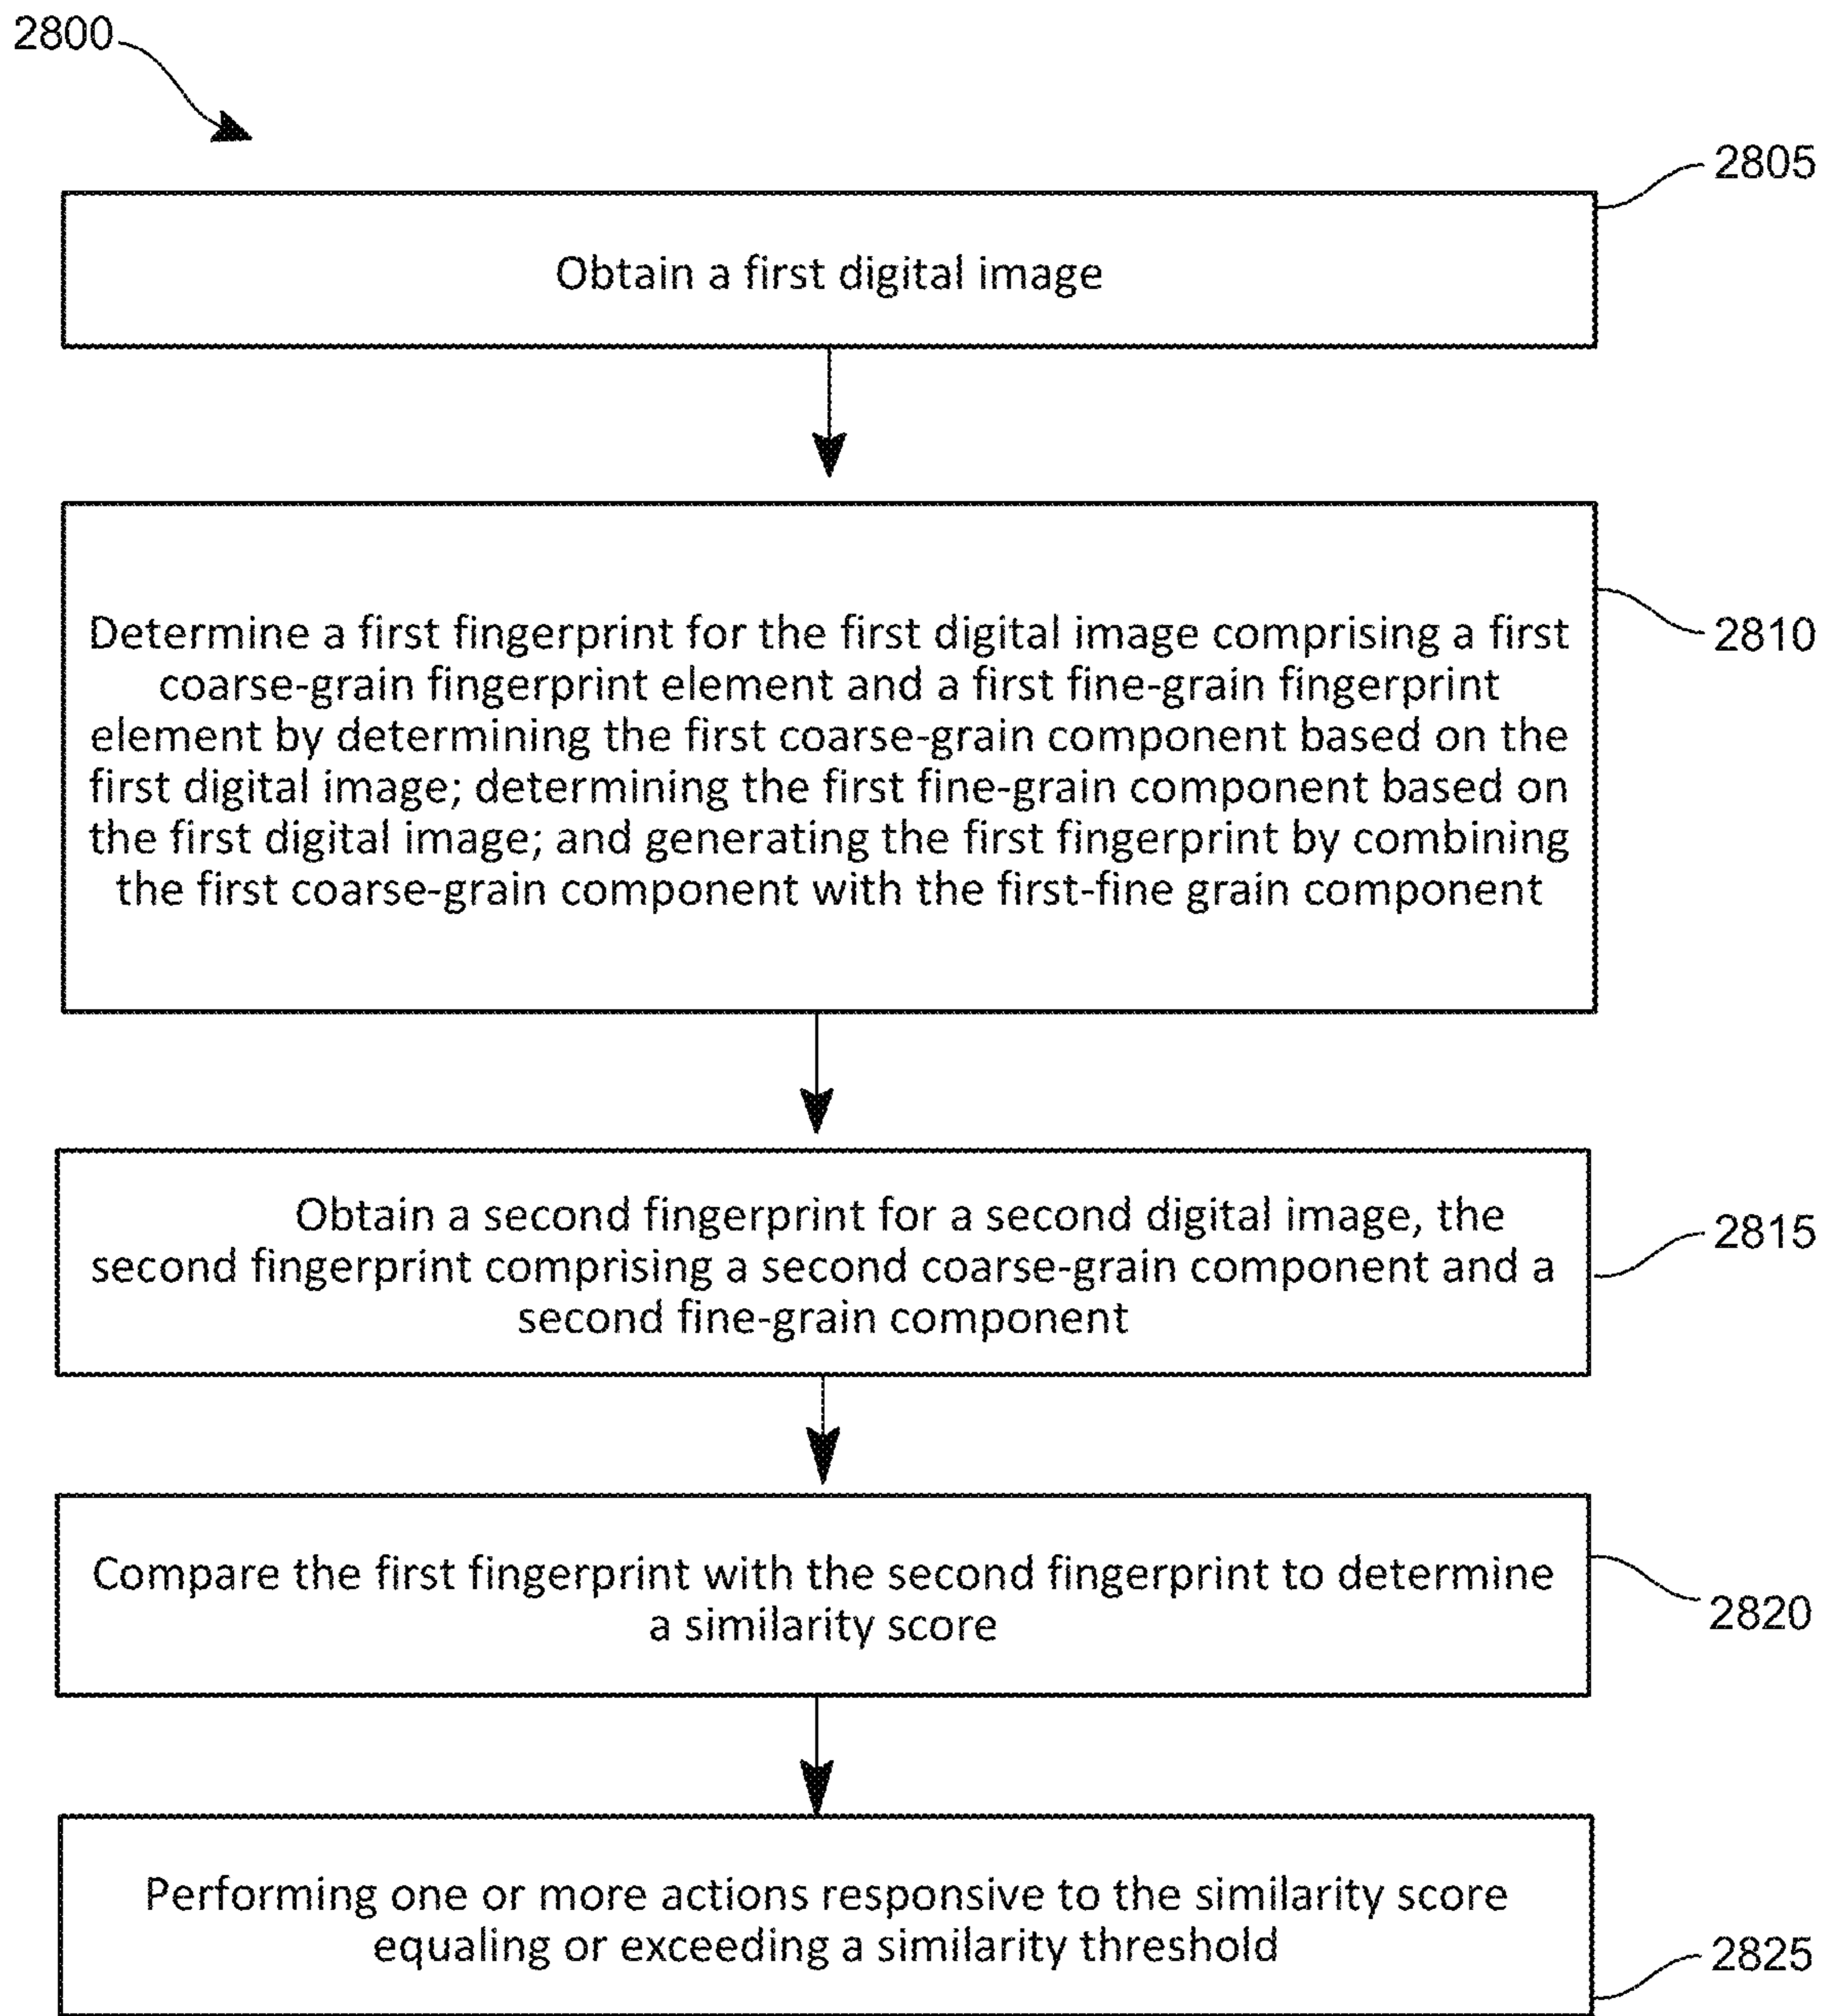 2800
2805
Obtain a first digital image
Determine a first fingerprint for the first digital image comprising a first
coarse-grain fingerprint element and a first fine-grain fingerprint
element by determining the first coarse-grain component based on the
first digital image; determining the first fine-grain component based on
the first digital image; and generating the first fingerprint by combining
the first coarse-grain component with the first-fine grain component
2810
Obtain a second fingerprint for a second digital image, the
second fingerprint comprising a second coarse-grain component and a
second fine-grain component
2815
Compare the first fingerprint with the second fingerprint to determine
a similarity score
2820
Performing one or more actions responsive to the similarity score
equaling or exceeding a similarity threshold
2825